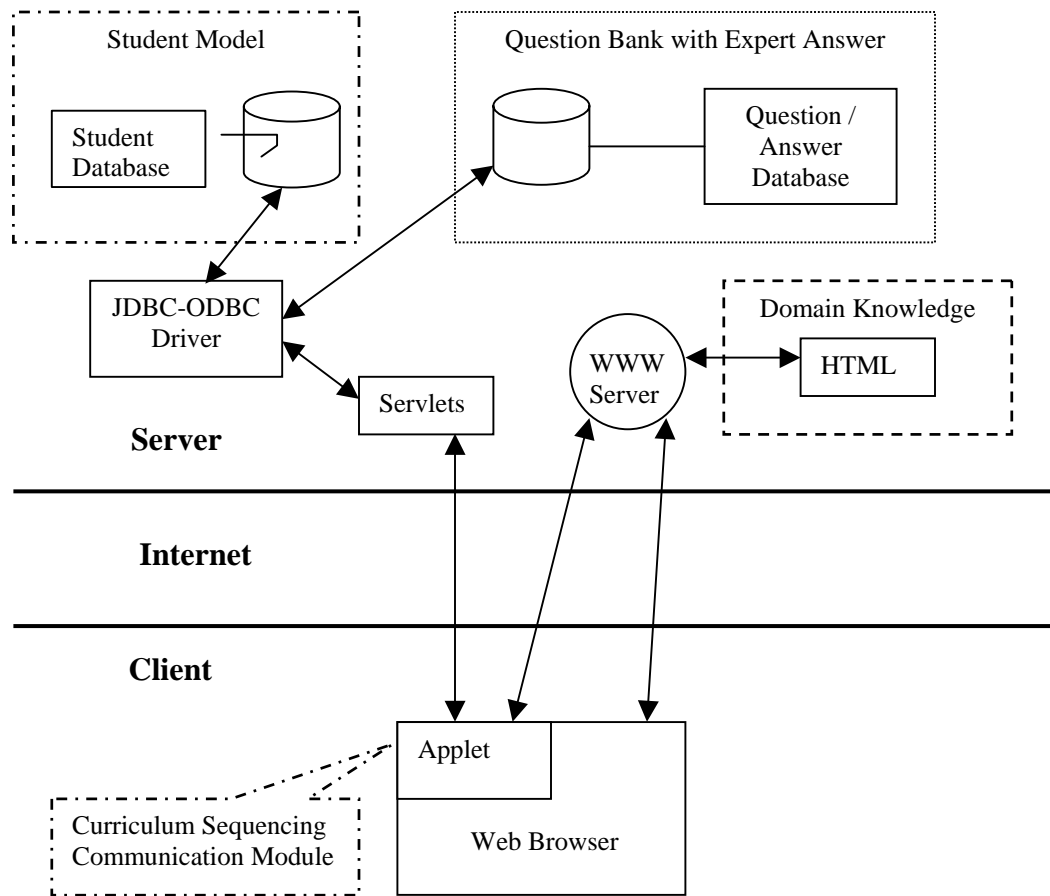 Student Model
Question Bank with Expert Answer
Student
Database
Question /
Answer
Database
JDBC-ODBC
Driver
Domain Knowledge
WWW
Server
HTML
Servlets
Server
Internet
Client
Applet
Curriculum Sequencing
Communication Module
Web Browser